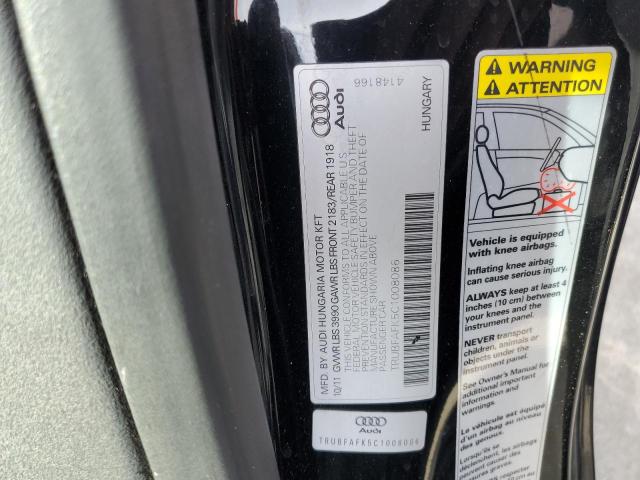 Audi
4148166
HUNGARY
MFD. BY AUDI HUNGARIA MOTOR KFT
10/11 GVWR LBS 3990 GAWR LBS FRONT 2183/REAR 1918
THE VEHICLE CONFORMS TO ALL APPLICABLE U.S
FEDERAL MOTOR VEHICLE SAFETY BUMPER AND THEFT
PREVENTION STANDARDS IN EFFECT ON THE DATE OF
MANUFACTURE SHOWN ABOVE
PASSENGER CAR
TRUBFAFK5C1008086
Audi
TRUBFAFK5C1008086
WARNING
ATTENTION
Vehicle is equipped
with knee airbags.
Inflating knee airbag
can cause serious injury.
ALWAYS keep at least 4
inches (10 cm) between
your knees and the
instrument panel.
NEVER transport
children, animals or
objects in this area.
See Owner's Manual for
additional important
information and
warnings.
Le véhicule est équipé
d'un airbag au niveau
des genoux.
Lorsqu'ils se